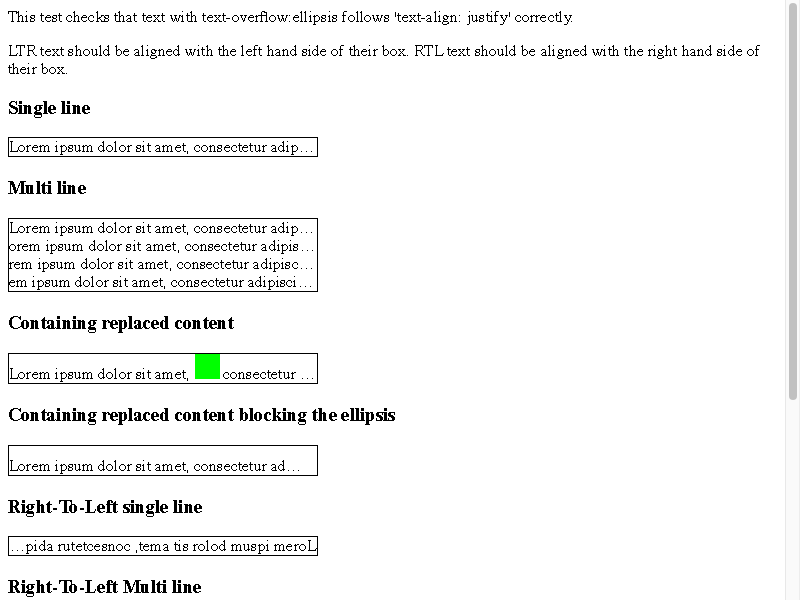 This test checks that text with text-overflow:ellipsis follows 'text-align: justify' correctly.
LTR text should be aligned with the left hand side of their box. RTL text should be aligned with the right hand side of
their box.
Single line
Lorem ipsum dolor sit amet, consectetur adip…
Multi line
Lorem ipsum dolor sit amet, consectetur adip…
orem ipsum dolor sit amet, consectetur adipis…
rem ipsum dolor sit amet, consectetur adipisc…
em ipsum dolor sit amet, consectetur adipisci…
Containing replaced content
Lorem ipsum dolor sit amet, consectetur …
Containing replaced content blocking the ellipsis
Lorem ipsum dolor sit amet, consectetur ad…
Right-To-Left single line
…pida rutetcesnoc ,tema tis rolod muspi meroL
Right-To-Left Multi line